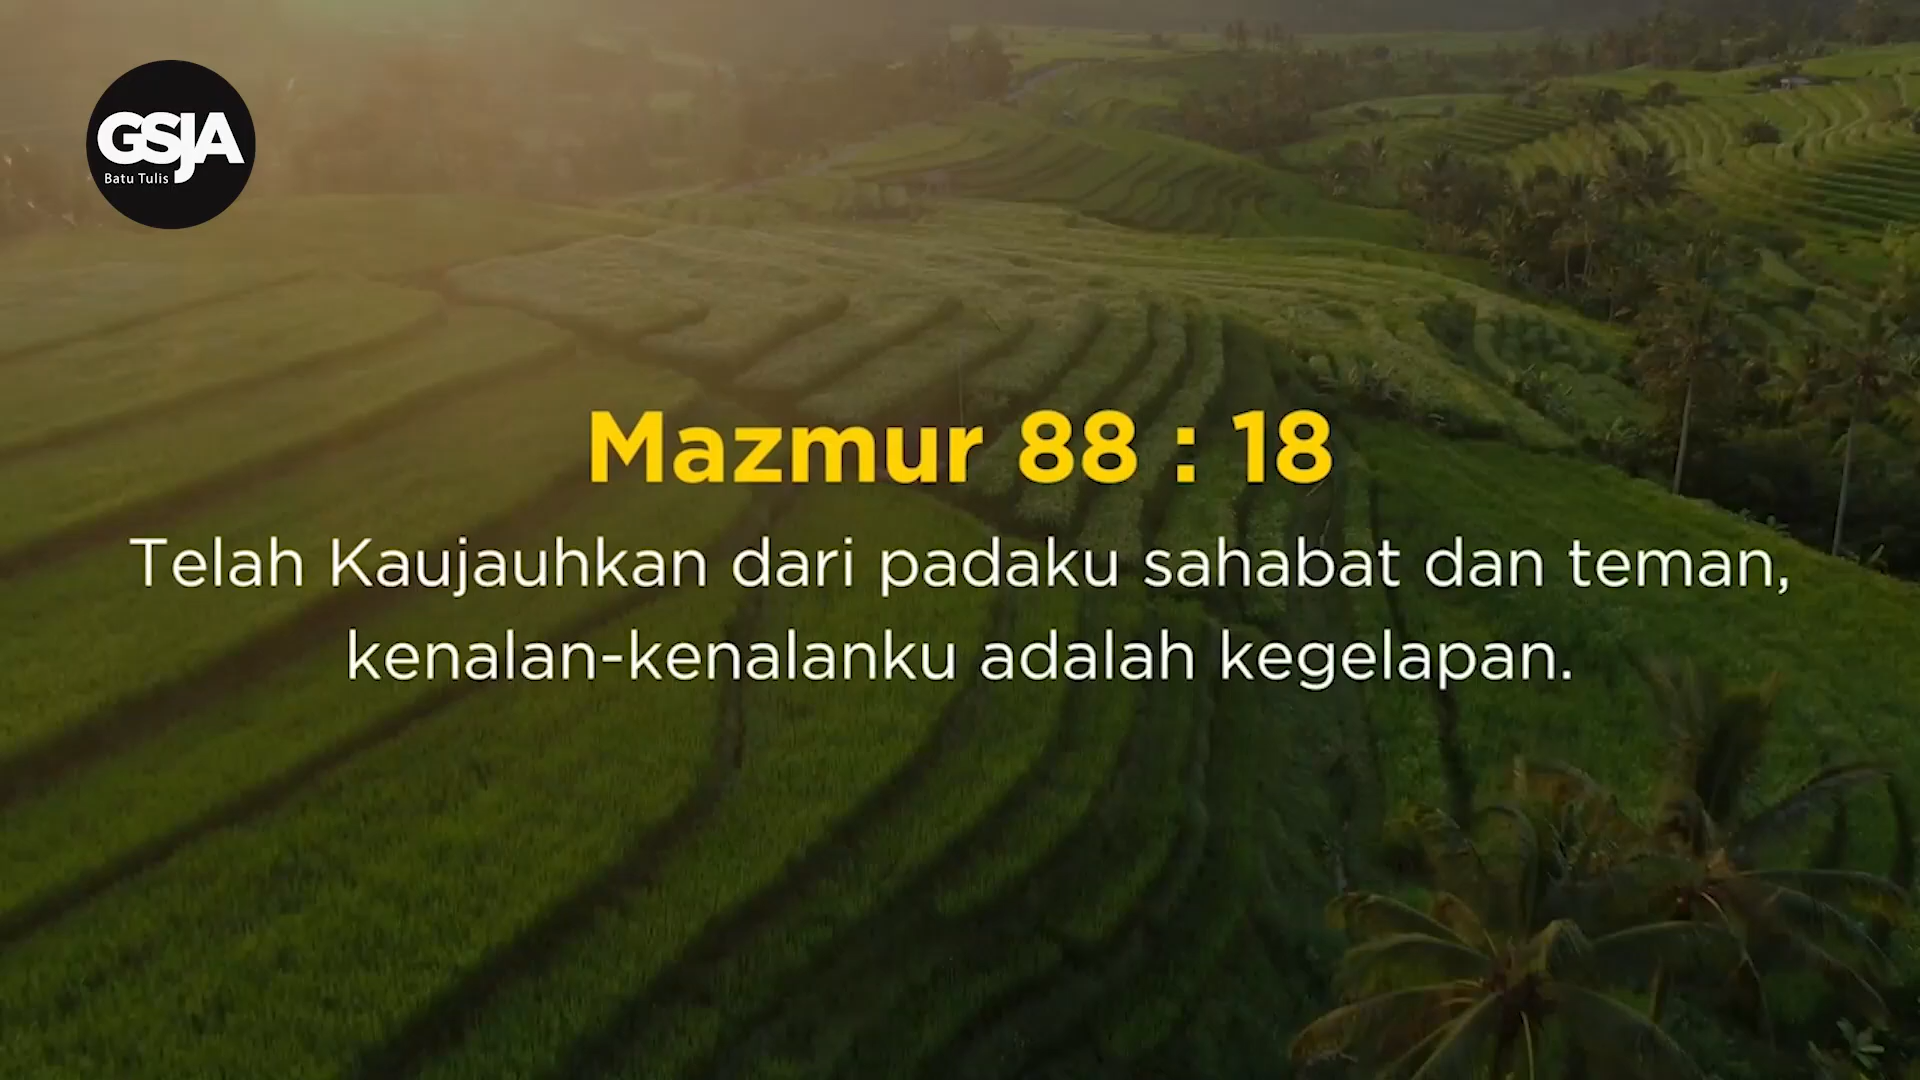 GSJA
Batu Tulis
Mazmur 88 : 18
Telah Kaujauhkan dari padaku sahabat dan teman,
kenalan-kenalanku adalah kegelapan.